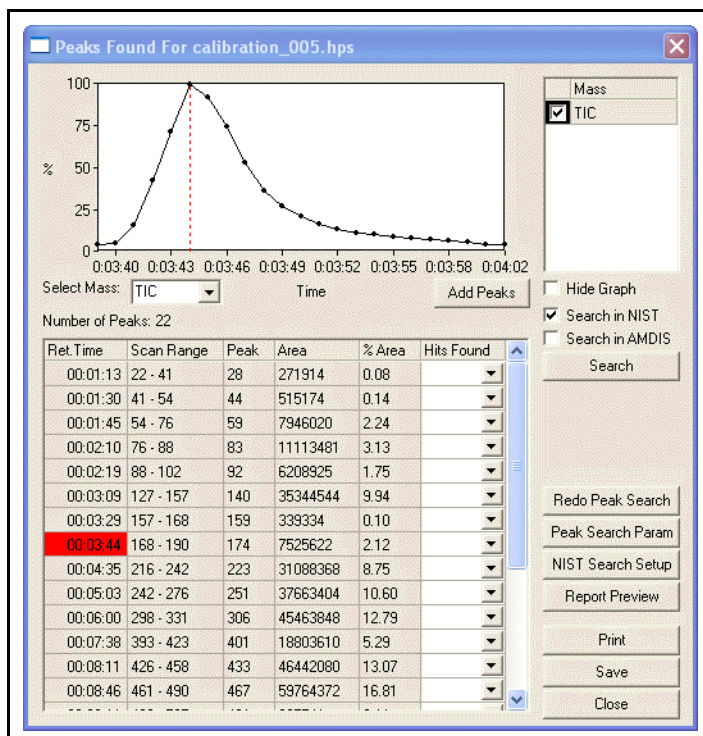 Peaks Found For calibration_005.hps
100
75
%
50
25
0
0:03:40 0:03:43 0:03:46 0:03:49 0:03:52 0:03:55 0:03:58 0:04:02
Select Mass: TIC Time Add Peaks
Number of Peaks: 22
Mass
TIC
Hide Graph
Search in NIST
Search in AMDIS
Search
Ret.Time Scan Range Peak Area % Area Hits Found
00:01:13 22 - 41 28 271914 0.08
00:01:30 41 - 54 44 515174 0.14
00:01:45 54 - 76 59 7946020 2.24
00:02:10 76 - 88 83 11113481 3.13
00:02:19 88 - 102 92 6208925 1.75
00:03:09 127 - 157 140 35344544 9.94
00:03:29 157 - 168 159 339334 0.10
00:03:44 168 - 190 174 7525622 2.12
00:04:35 216 - 242 223 31088368 8.75
00:05:03 242 - 276 251 37663404 10.60
00:06:00 298 - 331 306 45463848 12.79
00:07:38 393 - 423 401 18803610 5.29
00:08:11 426 - 458 433 46442080 13.07
00:08:46 461 - 490 467 59764372 16.81
Redo Peak Search
Peak Search Param
NIST Search Setup
Report Preview
Print
Save
Close